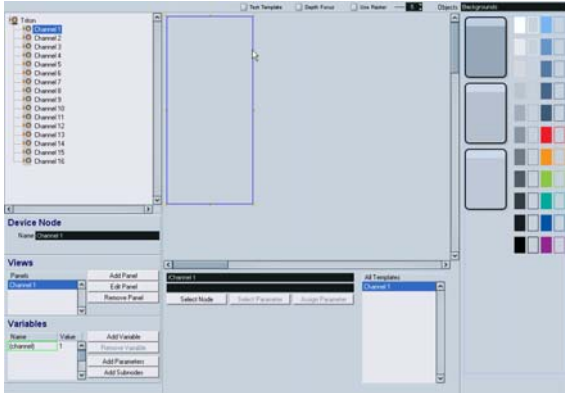 Test Template Depth Focus Use Raster Objects Backgrounds
Triton
Channel 1
Channel 2
Channel 3
Channel 4
Channel 5
Channel 6
Channel 7
Channel 8
Channel 9
Channel 10
Channel 11
Channel 12
Channel 13
Channel 14
Channel 15
Channel 16
Device Node
Name Channel 1
Views
Panels
Channel 1
Add Panel
Edit Panel
Remove Panel
Variables
Name Value
(channel) 1
Add Variable
Remove Variable
Add Parameters
Add Subnodes
/Channel 1
Select Node Select Parameter Assign Parameter
All Templates
Channel 1